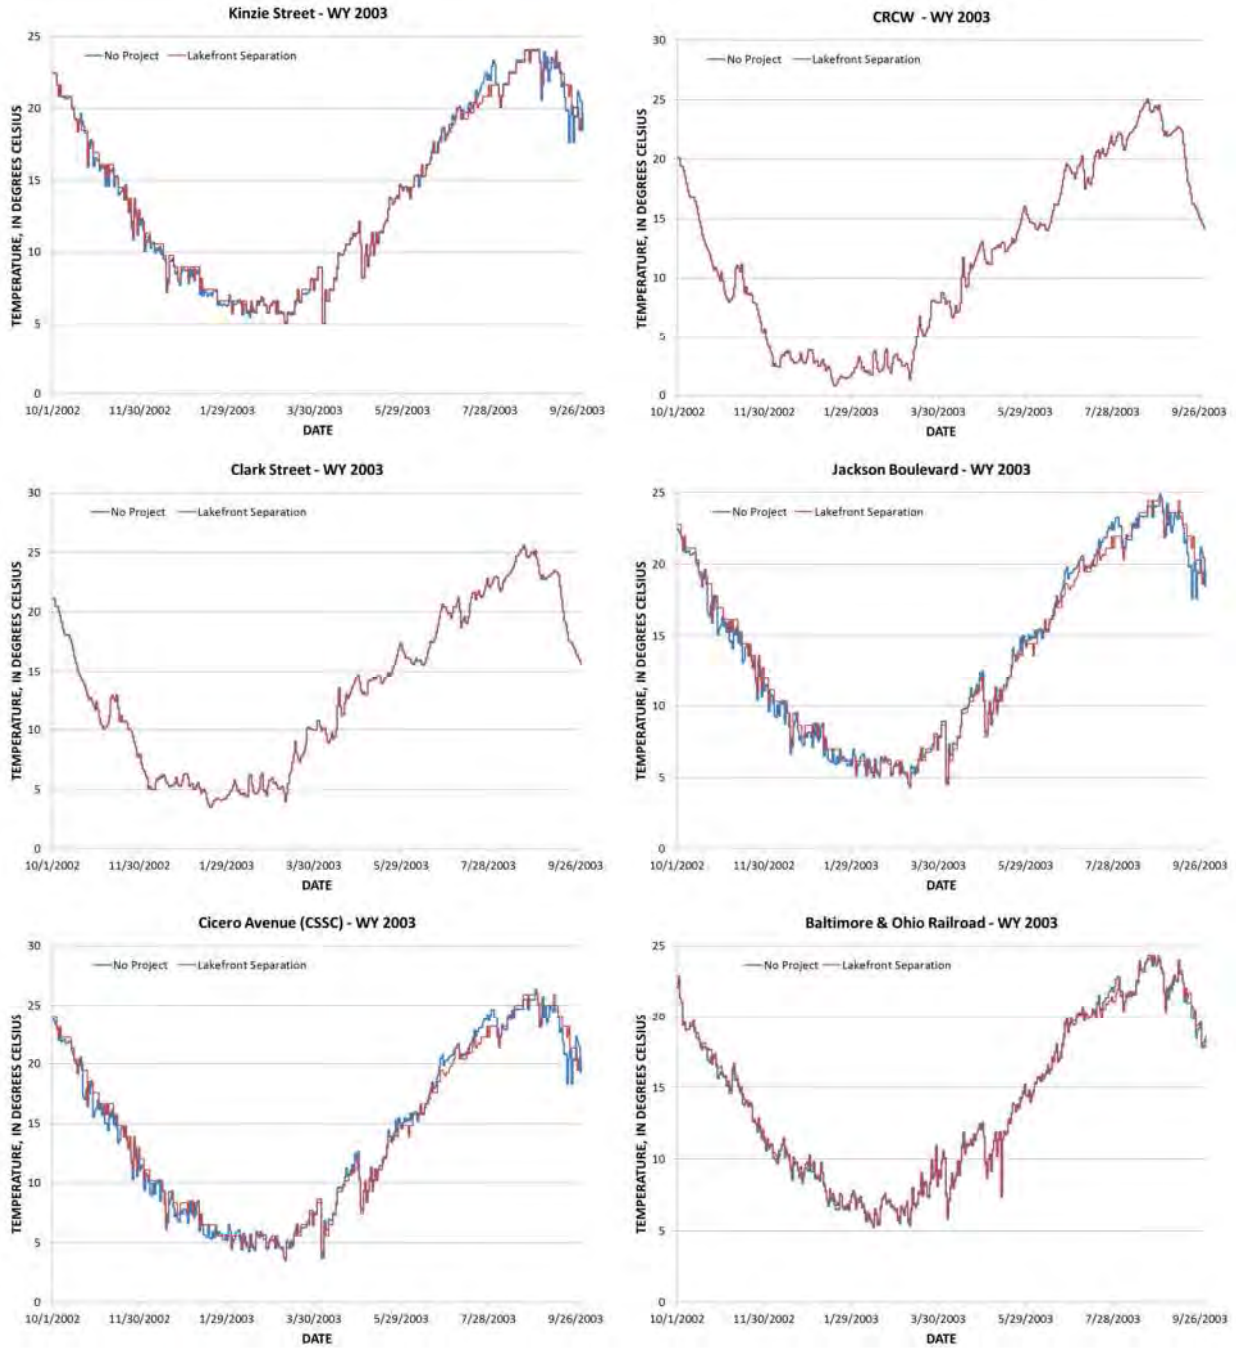 Kinzie Street - WY 2003
25
20
15
10
5
0
TEMPERATURE, IN DEGREES CELSIUS
No Project Lakefront Separation
10/1/2002 11/30/2002 1/29/2003 3/30/2003 5/29/2003 7/28/2003 9/26/2003
DATE
CRCW - WY 2003
30
25
20
15
10
5
0
TEMPERATURE, IN DEGREES CELSIUS
No Project Lakefront Separation
10/1/2002 11/30/2002 1/29/2003 3/30/2003 5/29/2003 7/28/2003 9/26/2003
DATE
Clark Street - WY 2003
30
25
20
15
10
5
0
TEMPERATURE, IN DEGREES CELSIUS
No Project Lakefront Separation
10/1/2002 11/30/2002 1/29/2003 3/30/2003 5/29/2003 7/28/2003 9/26/2003
DATE
Jackson Boulevard - WY 2003
25
20
15
10
5
0
TEMPERATURE, IN DEGREES CELSIUS
No Project Lakefront Separation
10/1/2002 11/30/2002 1/29/2003 3/30/2003 5/29/2003 7/28/2003 9/26/2003
DATE
Cicero Avenue (CSSC) - WY 2003
30
25
20
15
10
5
0
TEMPERATURE, IN DEGREES CELSIUS
No Project Lakefront Separation
10/1/2002 11/30/2002 1/29/2003 3/30/2003 5/29/2003 7/28/2003 9/26/2003
DATE
Baltimore & Ohio Railroad - WY 2003
25
20
15
10
5
0
TEMPERATURE, IN DEGREES CELSIUS
No Project Lakefront Separation
10/1/2002 11/30/2002 1/29/2003 3/30/2003 5/29/2003 7/28/2003 9/26/2003
DATE